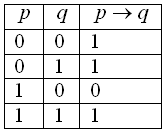 p q p → q
0 0 1
0 1 1
1 0 0
1 1 1